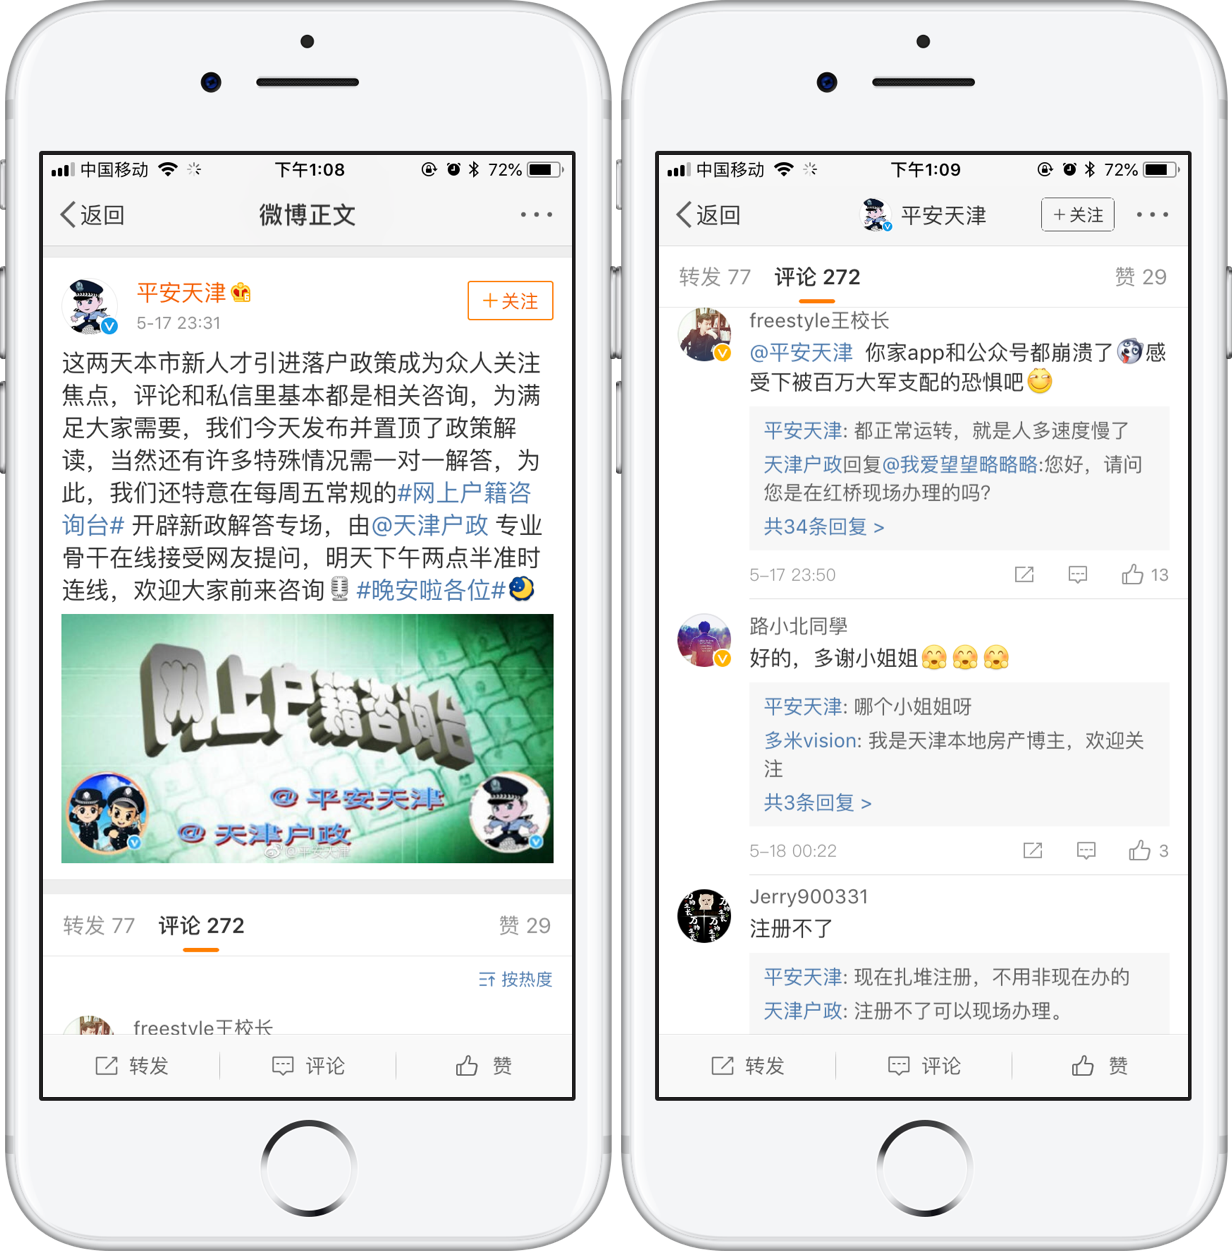 中国移动
下午1:08
72%
返回
微博正文
平安天津
＋关注
5-17 23:31
这两天本市新人才引进落户政策成为众人关注
焦点，评论和私信里基本都是相关咨询，为满
足大家需要，我们今天发布并置顶了政策解
读，当然还有许多特殊情况需一对一解答，为
此，我们还特意在每周五常规的#网上户籍咨
询台# 开辟新政解答专场，由@天津户政 专业
骨干在线接受网友提问，明天下午两点半准时
连线，欢迎大家前来咨询 #晚安啦各位#
网上户籍咨询台
@ 平安天津
@ 天津户政
@平安天津
转发 77
评论 272
赞 29
按热度
freestyle王校长
转发
评论
赞
中国移动
下午1:09
72%
返回
平安天津
＋关注
转发 77
评论 272
赞 29
freestyle王校长
@平安天津 你家app和公众号都崩溃了感
受下被百万大军支配的恐惧吧
平安天津: 都正常运转，就是人多速度慢了
天津户政回复@我爱望望略略略:您好，请问
您是在红桥现场办理的吗?
共34条回复 >
5-17 23:50
13
路小北同學
好的，多谢小姐姐
平安天津: 哪个小姐姐呀
多米vision: 我是天津本地房产博主，欢迎关
注
共3条回复 >
5-18 00:22
3
Jerry900331
注册不了
平安天津: 现在扎堆注册，不用非现在办的
天津户政: 注册不了可以现场办理。
转发
评论
赞